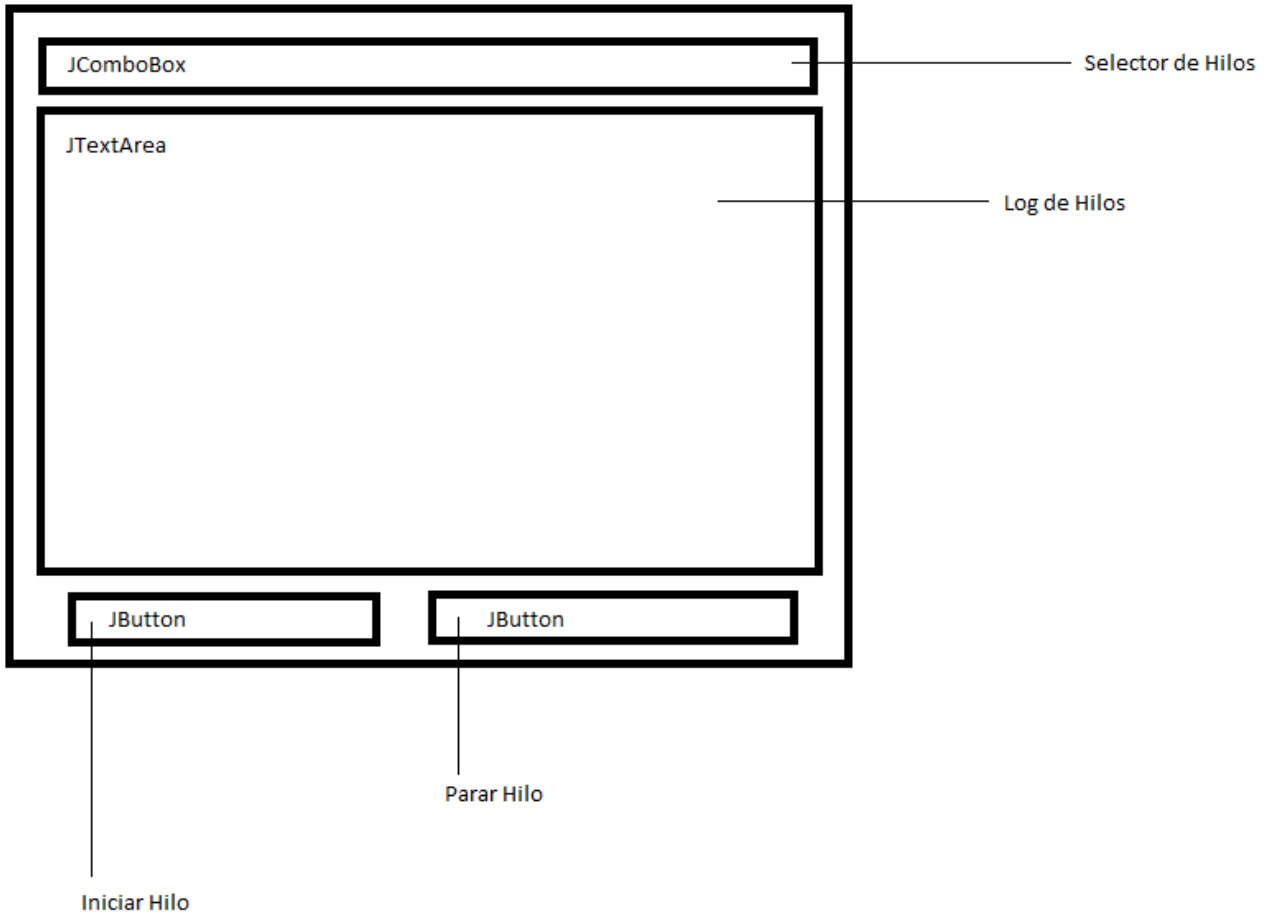 JComboBox
Selector de Hilos
JTextArea
Log de Hilos
JButton
JButton
Parar Hilo
Iniciar Hilo